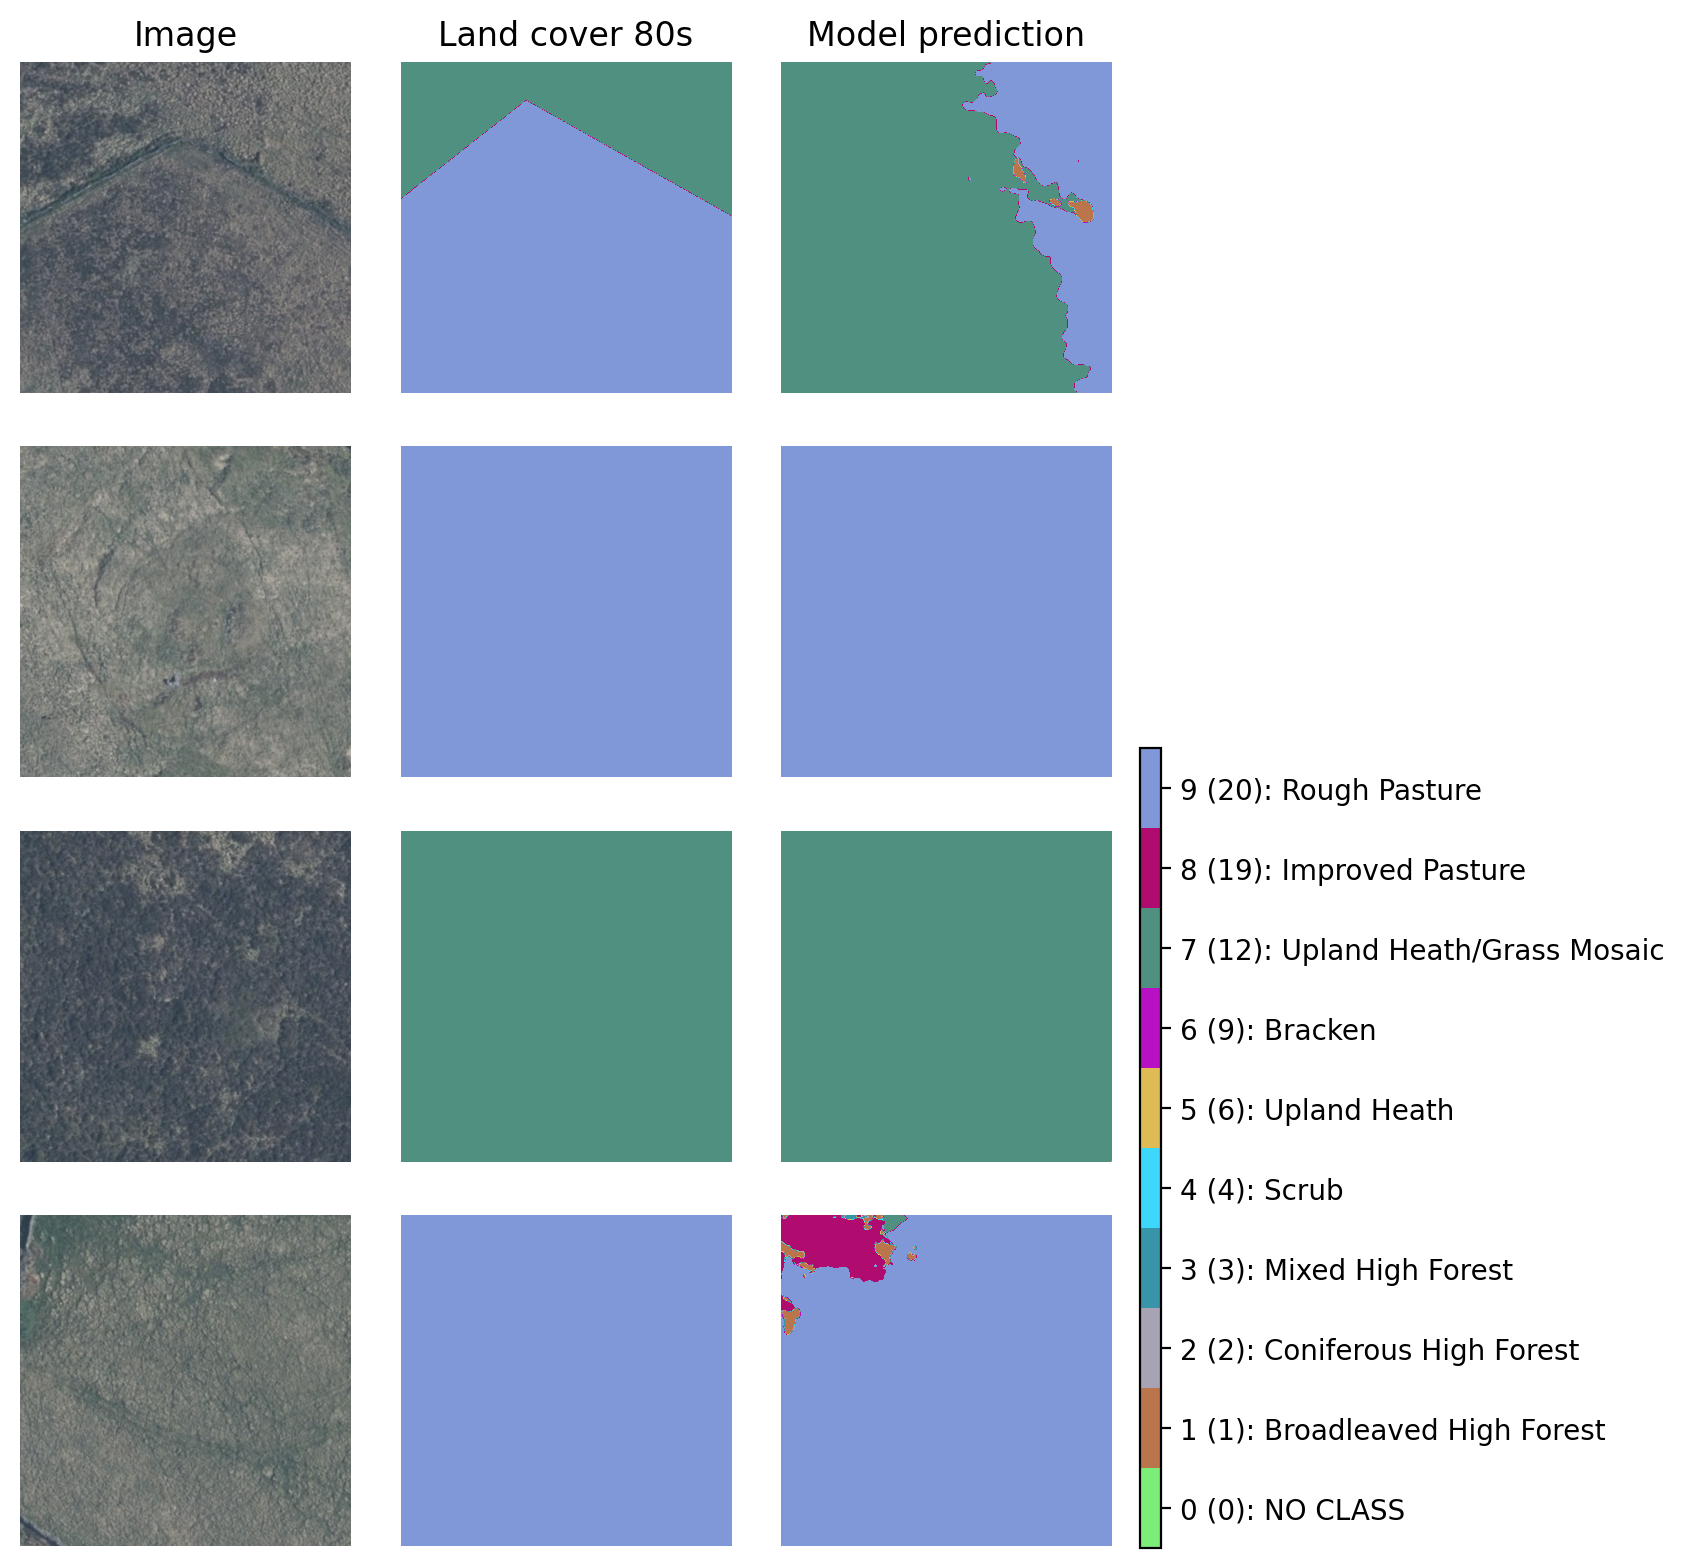 Image
Land cover 80s
Model prediction
9 (20): Rough Pasture
8 (19): Improved Pasture
7 (12): Upland Heath/Grass Mosaic
6 (9): Bracken
5 (6): Upland Heath
4 (4): Scrub
3 (3): Mixed High Forest
2 (2): Coniferous High Forest
1 (1): Broadleaved High Forest
0 (0): NO CLASS